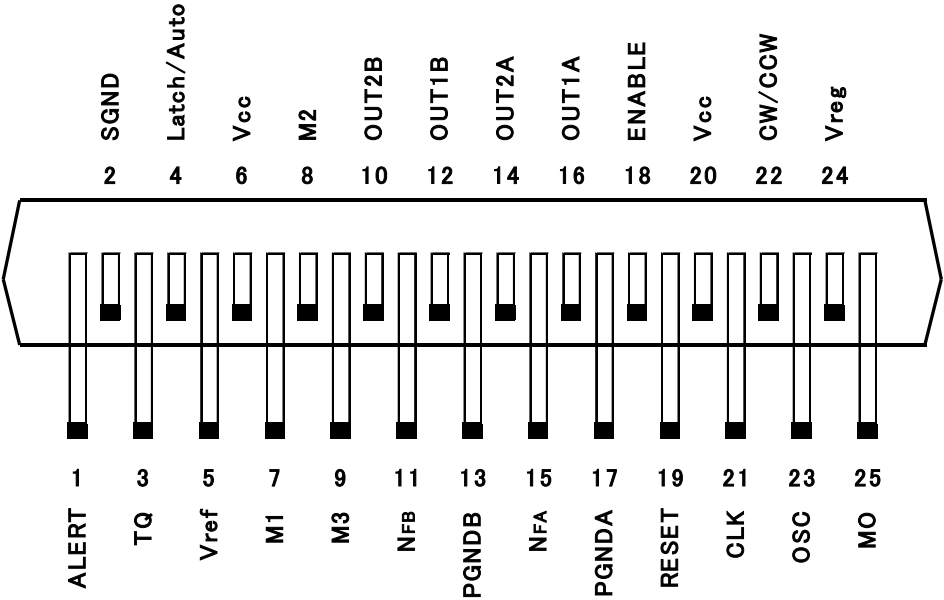 SGND Latch/Auto Vcc M2 OUT2B OUT1B OUT2A OUT1A ENABLE Vcc CW/CCW Vreg
2 4 6 8 10 12 14 16 18 20 22 24
1 3 5 7 9 11 13 15 17 19 21 23 25
ALERT TQ Vref M1 M3 NFB PGNDB NFA PGNDA RESET CLK OSC MO